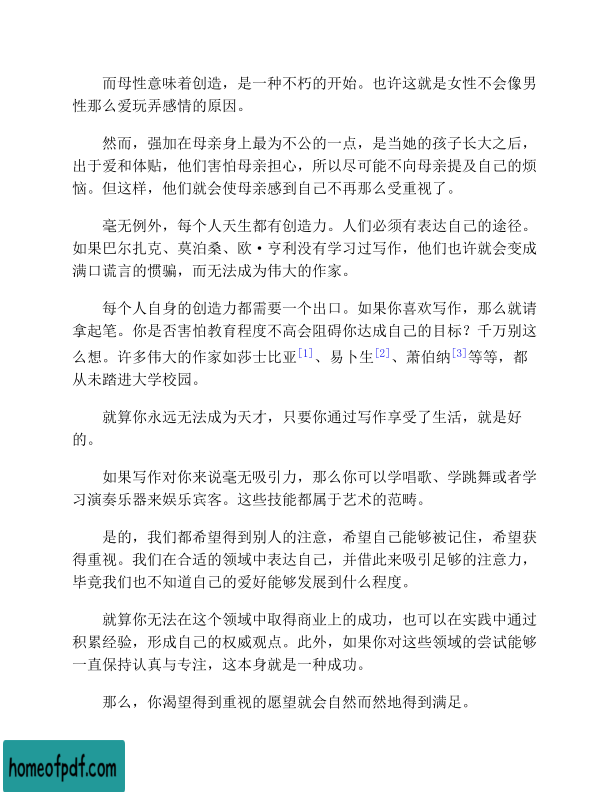 而母性意味着创造，是一种不朽的开始。也许这就是女性不会像男
性那么爱玩弄感情的原因。
然而，强加在母亲身上最为不公的一点，是当她的孩子长大之后，
出于爱和体贴，他们害怕母亲担心，所以尽可能不向母亲提及自己的烦
恼。但这样，他们就会使母亲感到自己不再那么受重视了。
毫无例外，每个人天生都有创造力。人们必须有表达自己的途径。
如果巴尔扎克、莫泊桑、欧·亨利没有学习过写作，他们也许就会变成
满口谎言的惯骗，而无法成为伟大的作家。
每个人自身的创造力都需要一个出口。如果你喜欢写作，那么就请
拿起笔。你是否害怕教育程度不高会阻碍你达成自己的目标？千万别这
么想。许多伟大的作家如莎士比亚[1]、易卜生[2]、萧伯纳[3]等等，都
从未踏进大学校园。
就算你永远无法成为天才，只要你通过写作享受了生活，就是好
的。
如果写作对你来说毫无吸引力，那么你可以学唱歌、学跳舞或者学
习演奏乐器来娱乐宾客。这些技能都属于艺术的范畴。
是的，我们都希望得到别人的注意，希望自己能够被记住，希望获
得重视。我们在合适的领域中表达自己，并借此来吸引足够的注意力，
毕竟我们也不知道自己的爱好能够发展到什么程度。
就算你无法在这个领域中取得商业上的成功，也可以在实践中通过
积累经验，形成自己的权威观点。此外，如果你对这些领域的尝试能够
一直保持认真与专注，这本身就是一种成功。
那么，你渴望得到重视的愿望就会自然而然地得到满足。
homeofpdf.com